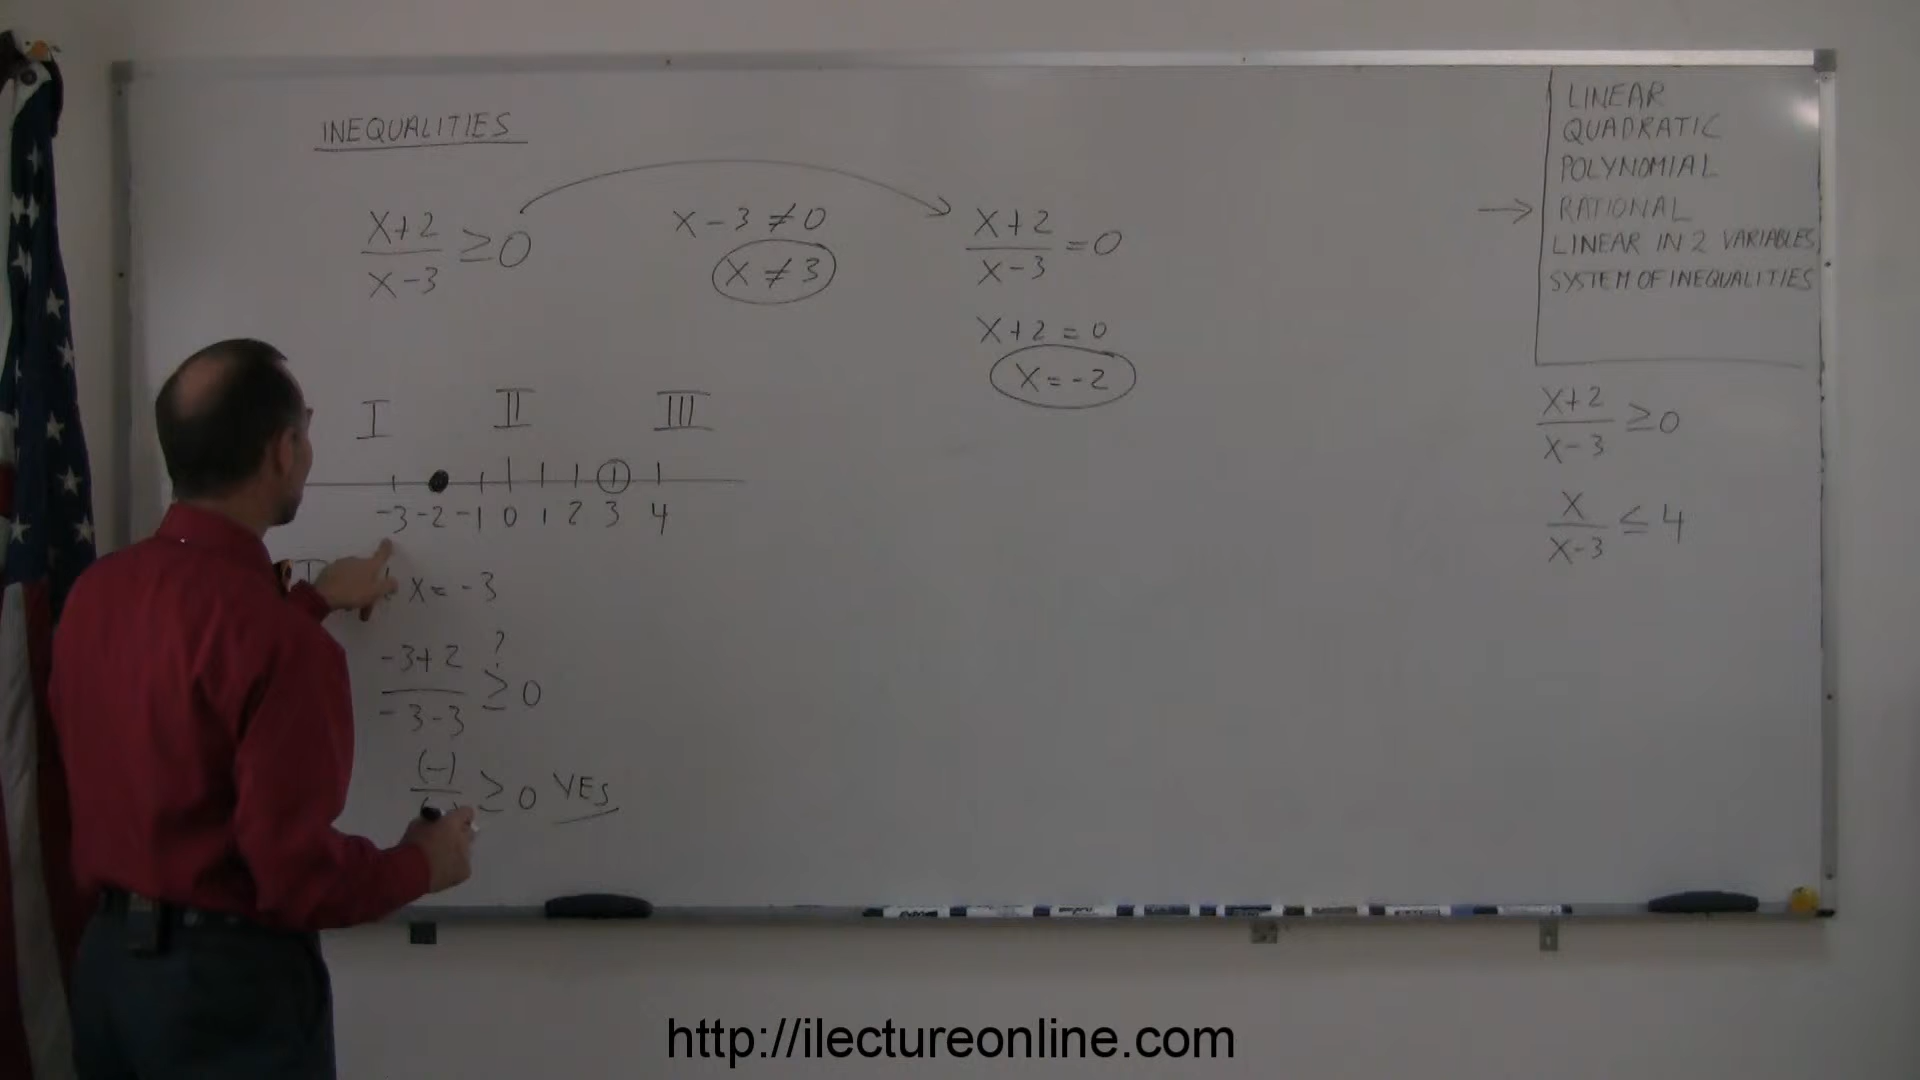 INEQUALITIES
x+2 / x-3 ≥ 0
x-3 ≠ 0
x ≠ 3
x+2 / x-3 = 0
x+2 = 0
x = -2
I II III
-3 -2 -1 0 1 2 3 4
x = -3
-3+2 / -3-3 ≥ 0
?
(-) / (-) ≥ 0 YES
LINEAR
QUADRATIC
POLYNOMIAL
→ RATIONAL
LINEAR IN 2 VARIABLES
SYSTEM OF INEQUALITIES
x+2 / x-3 ≥ 0
x / x-3 ≤ 4
http://ilectureonline.com